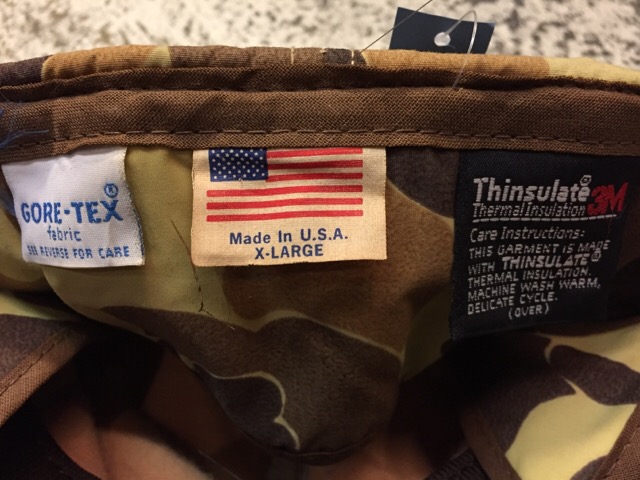 GORE-TEX®
fabric
SEE REVERSE FOR CARE
Made In U.S.A.
X-LARGE
Thinsulate®
Thermal Insulation
3M
Care Instructions:
THIS GARMENT IS MADE
WITH THINSULATE®
THERMAL INSULATION.
MACHINE WASH WARM,
DELICATE CYCLE.
(OVER)